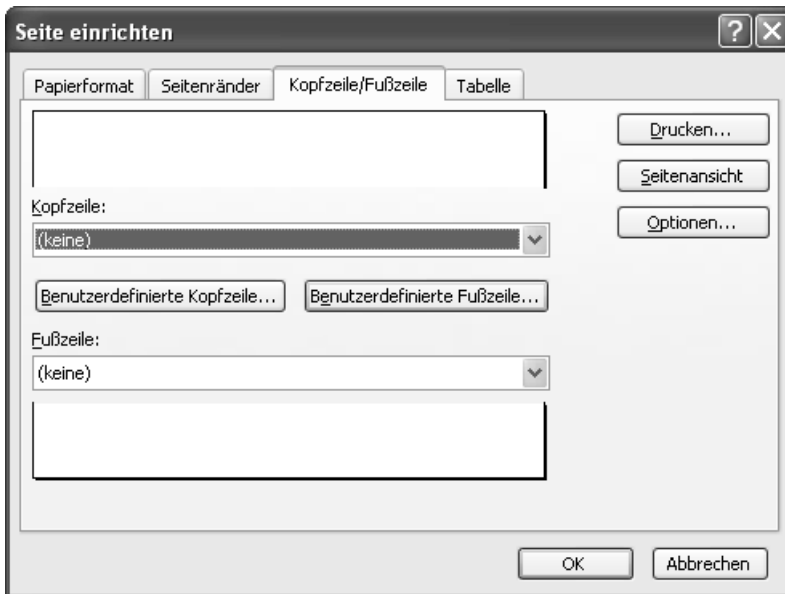 Seite einrichten
Papierformat Seitenränder Kopfzeile/Fußzeile Tabelle
Drucken...
Seitenansicht
Kopfzeile:
Optionen...
(keine)
Benutzerdefinierte Kopfzeile... Benutzerdefinierte Fußzeile...
Fußzeile:
(keine)
OK Abbrechen